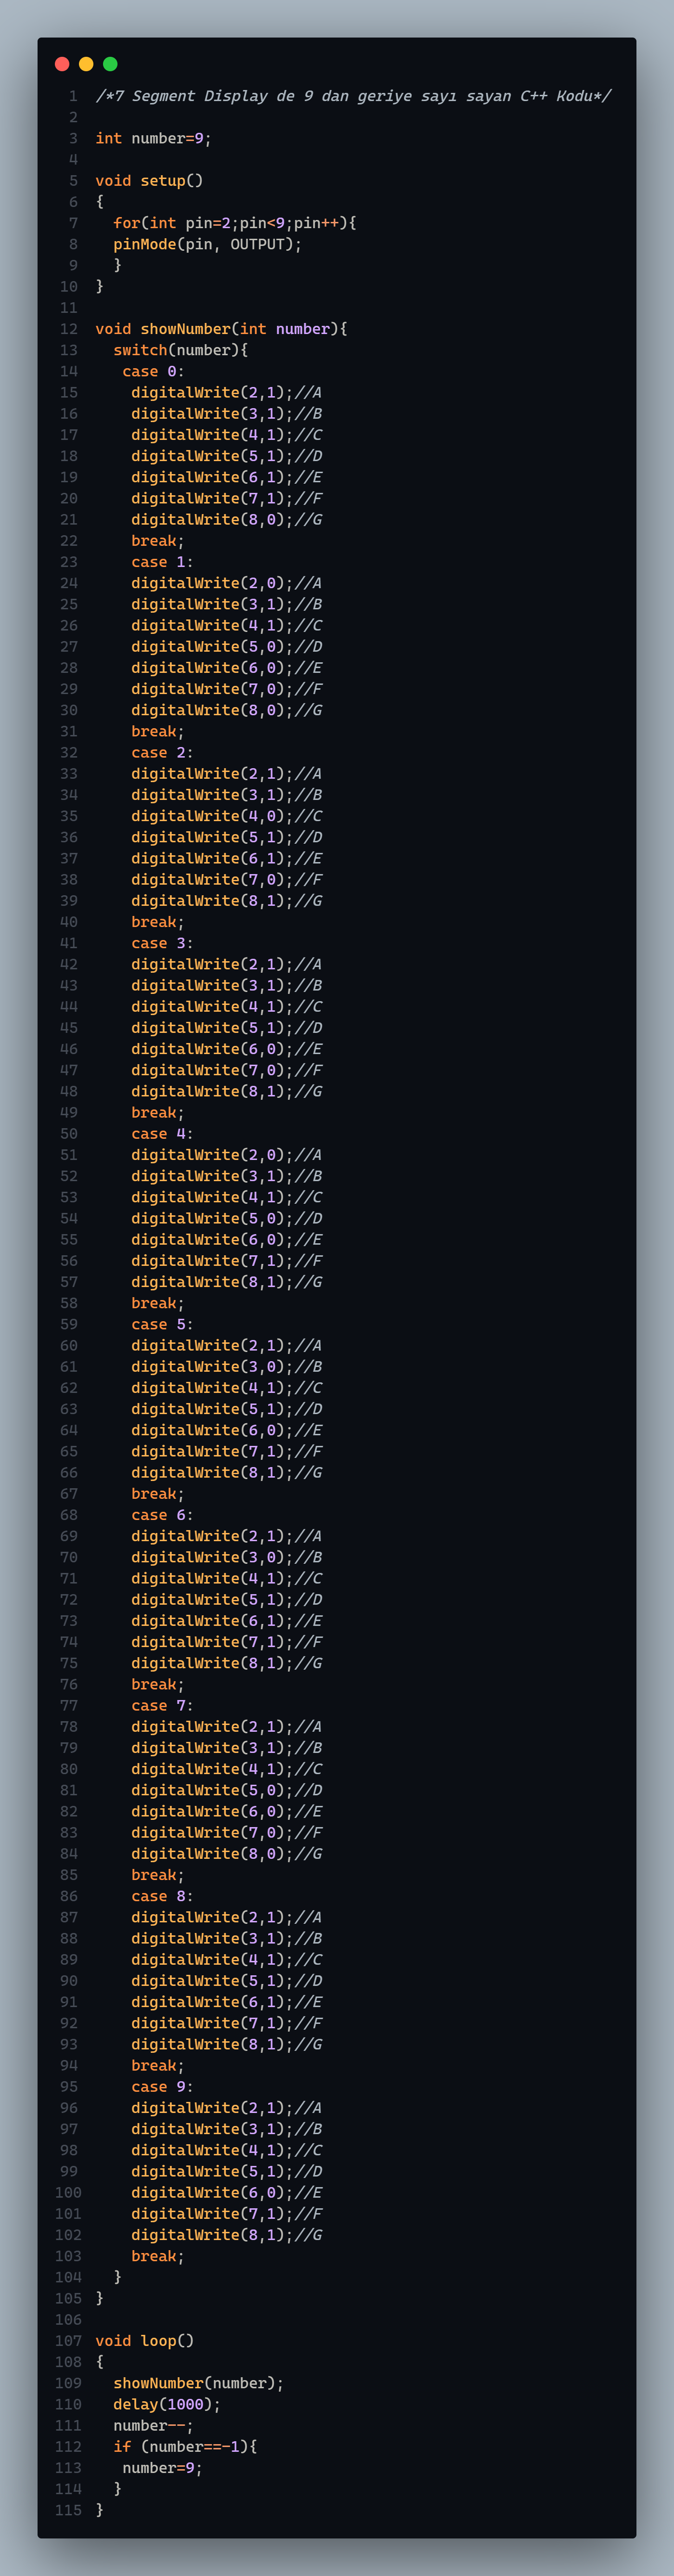 1 /*7 Segment Display de 9 dan geriye sayı sayan C++ Kodu*/
2
3 int number=9;
4
5 void setup()
6 {
7   for(int pin=2;pin<9;pin++){
8   pinMode(pin, OUTPUT);
9   }
10 }
11
12 void showNumber(int number){
13   switch(number){
14    case 0:
15     digitalWrite(2,1);//A
16     digitalWrite(3,1);//B
17     digitalWrite(4,1);//C
18     digitalWrite(5,1);//D
19     digitalWrite(6,1);//E
20     digitalWrite(7,1);//F
21     digitalWrite(8,0);//G
22     break;
23     case 1:
24     digitalWrite(2,0);//A
25     digitalWrite(3,1);//B
26     digitalWrite(4,1);//C
27     digitalWrite(5,0);//D
28     digitalWrite(6,0);//E
29     digitalWrite(7,0);//F
30     digitalWrite(8,0);//G
31     break;
32     case 2:
33     digitalWrite(2,1);//A
34     digitalWrite(3,1);//B
35     digitalWrite(4,0);//C
36     digitalWrite(5,1);//D
37     digitalWrite(6,1);//E
38     digitalWrite(7,0);//F
39     digitalWrite(8,1);//G
40     break;
41     case 3:
42     digitalWrite(2,1);//A
43     digitalWrite(3,1);//B
44     digitalWrite(4,1);//C
45     digitalWrite(5,1);//D
46     digitalWrite(6,0);//E
47     digitalWrite(7,0);//F
48     digitalWrite(8,1);//G
49     break;
50     case 4:
51     digitalWrite(2,0);//A
52     digitalWrite(3,1);//B
53     digitalWrite(4,1);//C
54     digitalWrite(5,0);//D
55     digitalWrite(6,0);//E
56     digitalWrite(7,1);//F
57     digitalWrite(8,1);//G
58     break;
59     case 5:
60     digitalWrite(2,1);//A
61     digitalWrite(3,0);//B
62     digitalWrite(4,1);//C
63     digitalWrite(5,1);//D
64     digitalWrite(6,0);//E
65     digitalWrite(7,1);//F
66     digitalWrite(8,1);//G
67     break;
68     case 6:
69     digitalWrite(2,1);//A
70     digitalWrite(3,0);//B
71     digitalWrite(4,1);//C
72     digitalWrite(5,1);//D
73     digitalWrite(6,1);//E
74     digitalWrite(7,1);//F
75     digitalWrite(8,1);//G
76     break;
77     case 7:
78     digitalWrite(2,1);//A
79     digitalWrite(3,1);//B
80     digitalWrite(4,1);//C
81     digitalWrite(5,0);//D
82     digitalWrite(6,0);//E
83     digitalWrite(7,0);//F
84     digitalWrite(8,0);//G
85     break;
86     case 8:
87     digitalWrite(2,1);//A
88     digitalWrite(3,1);//B
89     digitalWrite(4,1);//C
90     digitalWrite(5,1);//D
91     digitalWrite(6,1);//E
92     digitalWrite(7,1);//F
93     digitalWrite(8,1);//G
94     break;
95     case 9:
96     digitalWrite(2,1);//A
97     digitalWrite(3,1);//B
98     digitalWrite(4,1);//C
99     digitalWrite(5,1);//D
100     digitalWrite(6,0);//E
101     digitalWrite(7,1);//F
102     digitalWrite(8,1);//G
103     break;
104   }
105 }
106
107 void loop()
108 {
109   showNumber(number);
110   delay(1000);
111   number--;
112   if (number==-1){
113    number=9;
114   }
115 }